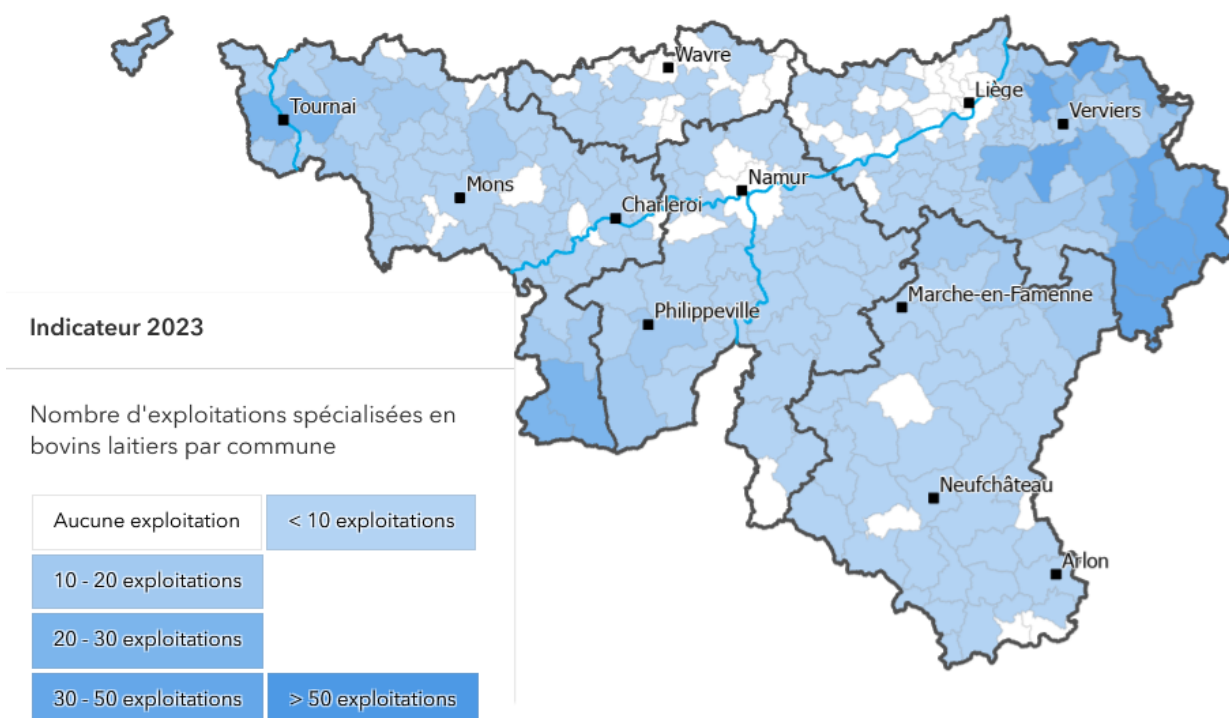 Wavre
Liège
Tournai
Verviers
Namur
Mons
Charleroi
Marche-en-Famenne
Philippeville
Indicateur 2023
Nombre d'exploitations spécialisées en
bovins laitiers par commune
Neufchâteau
Aucune exploitation
< 10 exploitations
Arlon
10 - 20 exploitations
20 - 30 exploitations
30 - 50 exploitations
> 50 exploitations